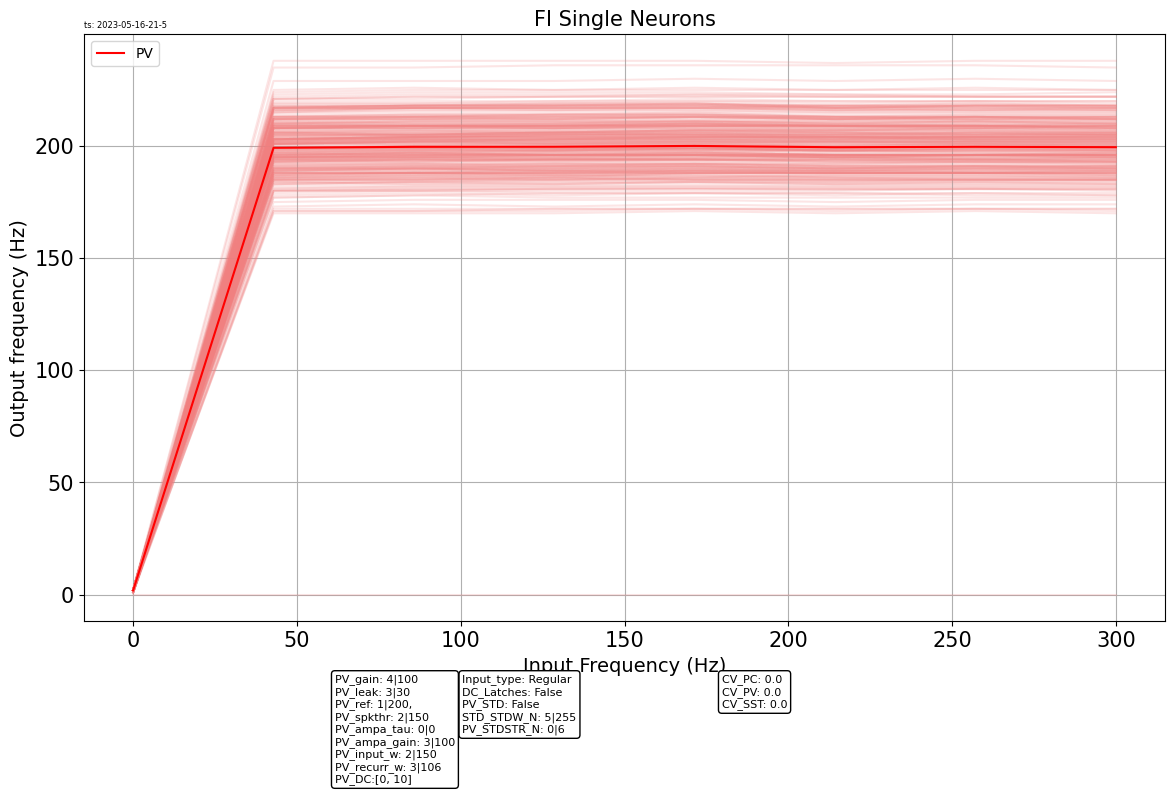 FI Single Neurons
ts: 2023-05-16-21-5
PV
200
150
100
50
0
Output frequency (Hz)
0 50 100 150 200 250 300
Input Frequency (Hz)
PV_gain: 4|100
PV_leak: 3|30
PV_ref: 1|200,
PV_spkthr: 2|150
PV_ampa_tau: 0|0
PV_ampa_gain: 3|100
PV_input_w: 2|150
PV_recurr_w: 3|106
PV_DC:[0, 10]
Input_type: Regular
DC_Latches: False
PV_STD: False
STD_STDW_N: 5|255
PV_STDSTR_N: 0|6
CV_PC: 0.0
CV_PV: 0.0
CV_SST: 0.0